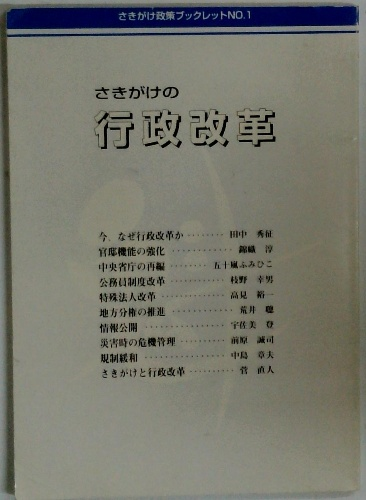 さきがけ政策ブックレットNO.1
さきがけの
行政改革
今、なぜ行政改革か ········ 田中 秀征
官邸機能の強化 ············ 錦織 淳
中央省庁の再編 ········ 五十嵐ふみひこ
公務員制度改革 ··········· 枝野 幸男
特殊法人改革 ············· 高見 裕一
地方分権の推進 ············ 荒井 聰
情報公開 ················ 宇佐美 登
災害時の危機管理 ········· 前原 誠司
規制緩和 ················ 中島 章夫
さきがけと行政改革 ·········· 菅 直人